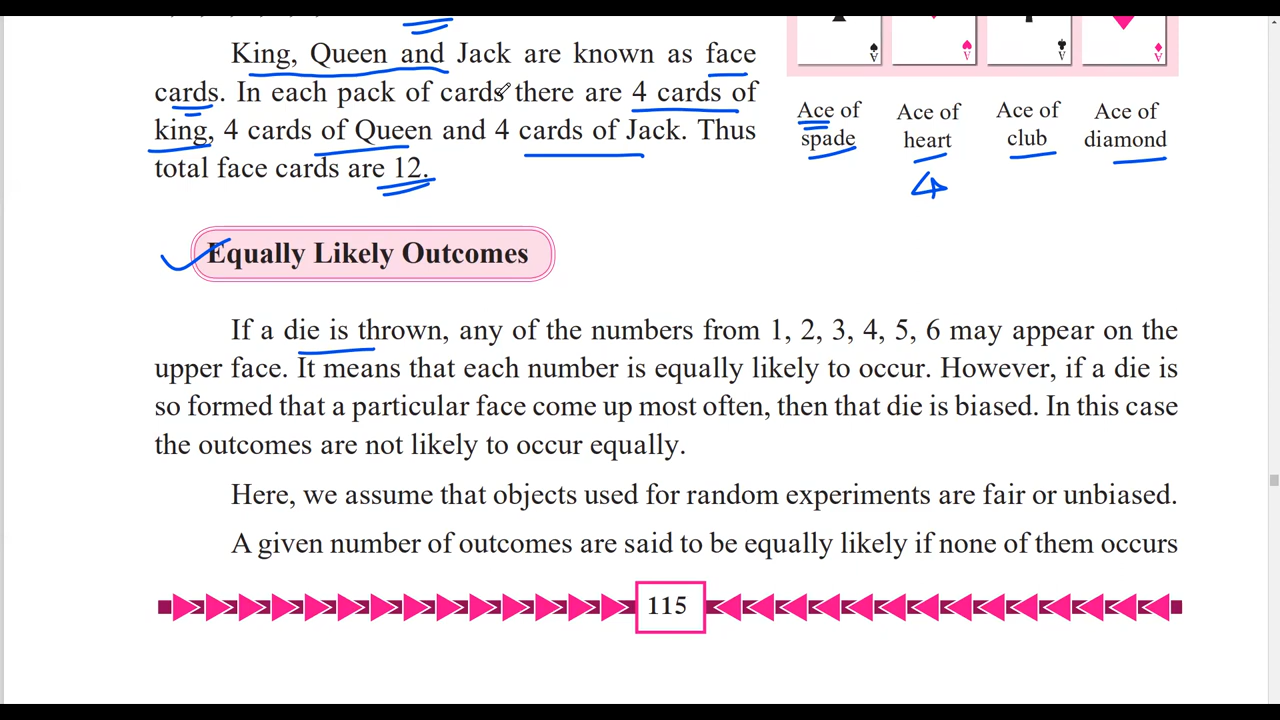 King, Queen and Jack are known as face
cards. In each pack of cards there are 4 cards of
king, 4 cards of Queen and 4 cards of Jack. Thus
total face cards are 12.
A
A
A
A
Ace of
spade
Ace of
heart
Ace of
club
Ace of
diamond
4
Equally Likely Outcomes
If a die is thrown, any of the numbers from 1, 2, 3, 4, 5, 6 may appear on the
upper face. It means that each number is equally likely to occur. However, if a die is
so formed that a particular face come up most often, then that die is biased. In this case
the outcomes are not likely to occur equally.
Here, we assume that objects used for random experiments are fair or unbiased.
A given number of outcomes are said to be equally likely if none of them occurs
115